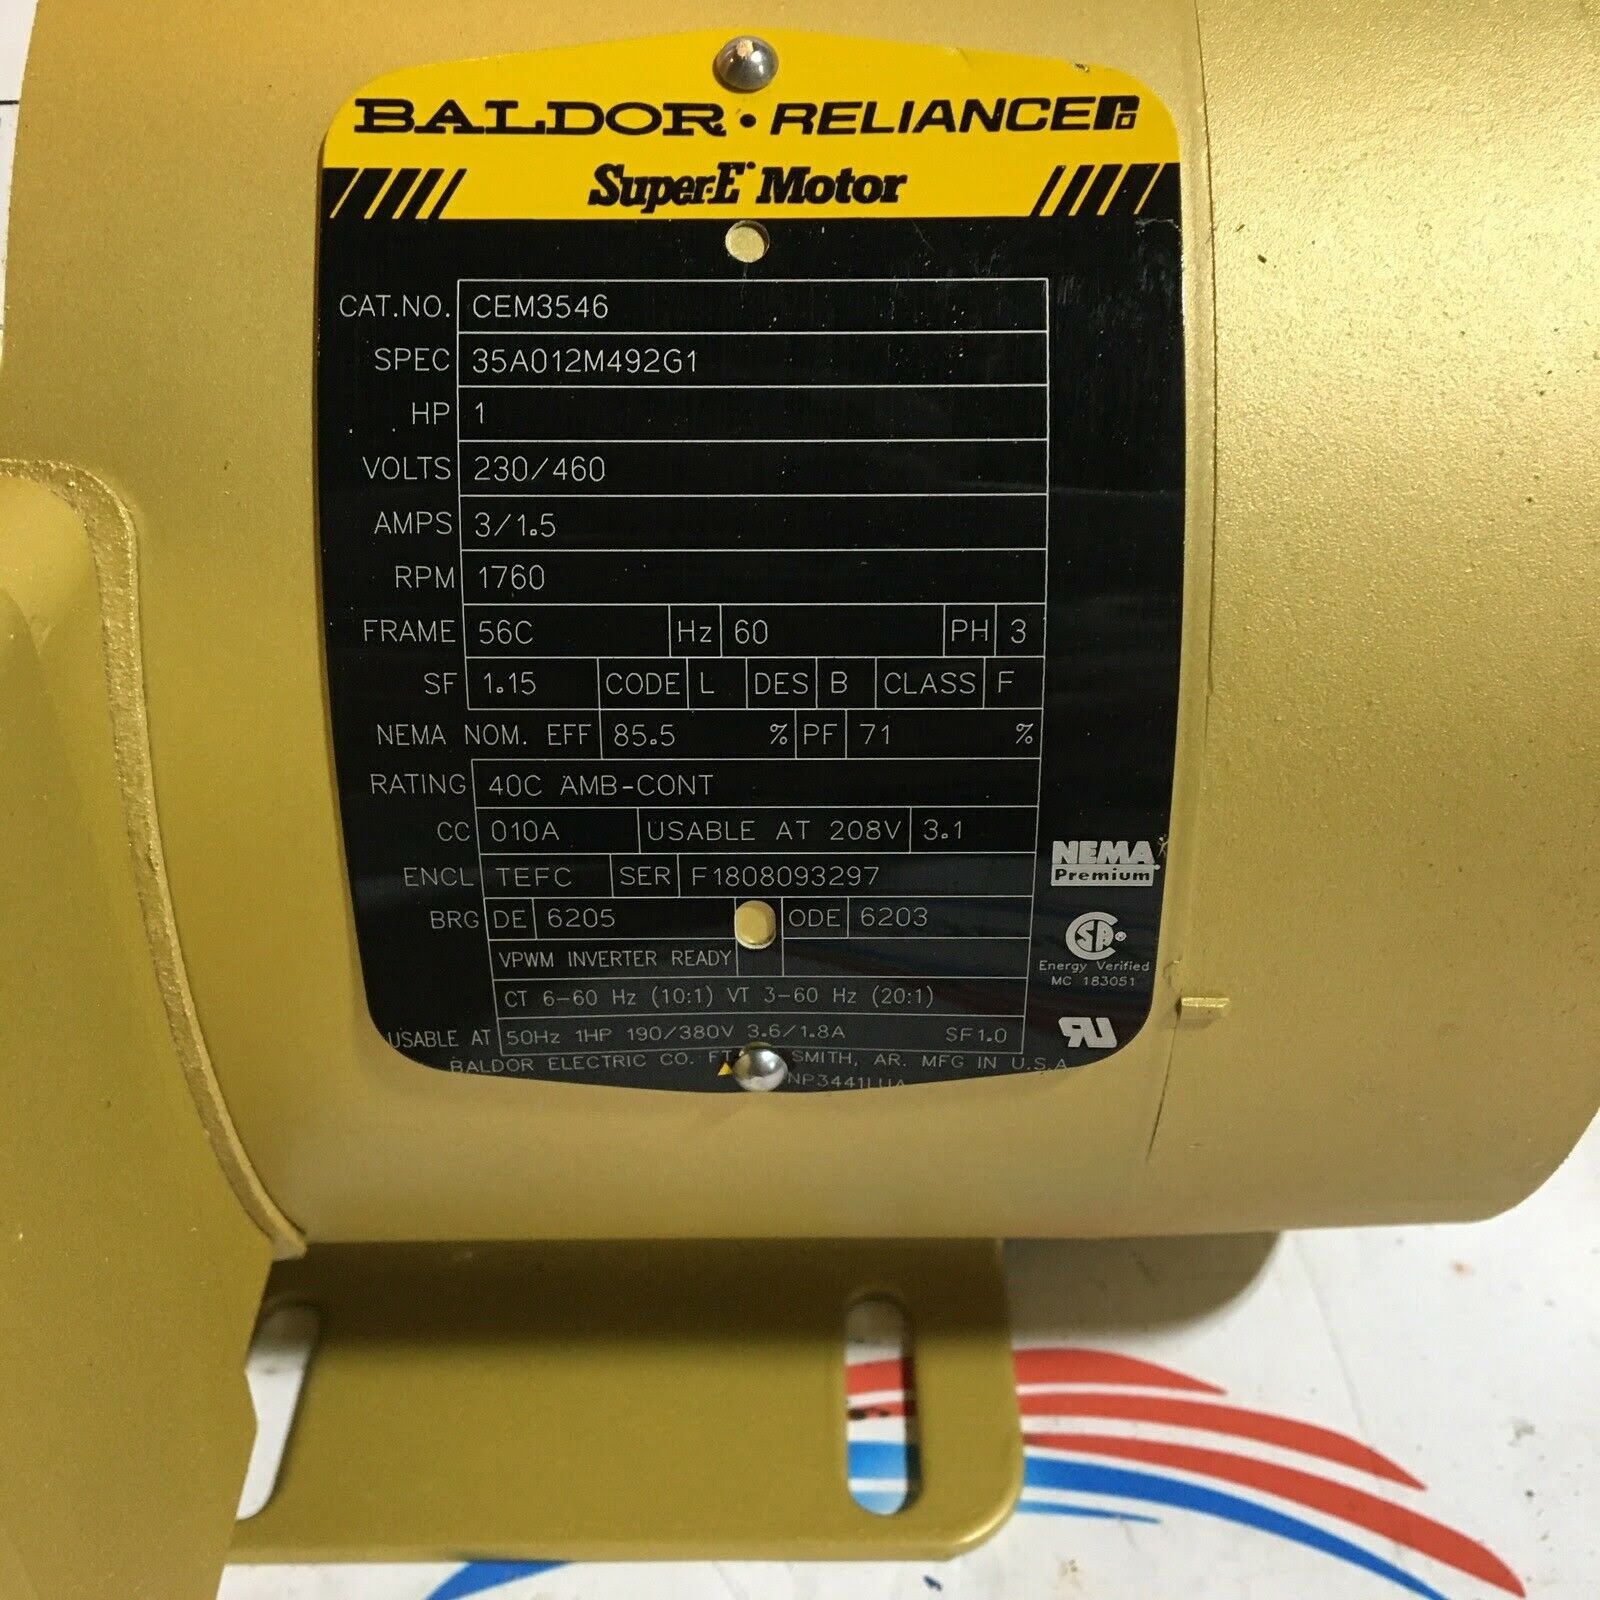 BALDOR • RELIANCE
Super-E Motor
CAT.NO. CEM3546
SPEC 35A012M492G1
HP 1
VOLTS 230/460
AMPS 3/1.5
RPM 1760
FRAME 56C Hz 60 PH 3
SF 1.15 CODE L DES B CLASS F
NEMA NOM. EFF 85.5 % PF 71 %
RATING 40C AMB-CONT
CC 010A USABLE AT 208V 3.1
ENCL TEFC SER F1808093297
BRG DE 6205 ODE 6203
VPWM INVERTER READY
CT 6-60 Hz (10:1) VT 3-60 Hz (20:1)
USABLE AT 50Hz 1HP 190/380V 3.6/1.8A SF1.0
BALDOR ELECTRIC CO. SMITH, AR. MFG IN U.S.A
NP3441LUA
NEMA
Premium
Energy Verified
MC 183051